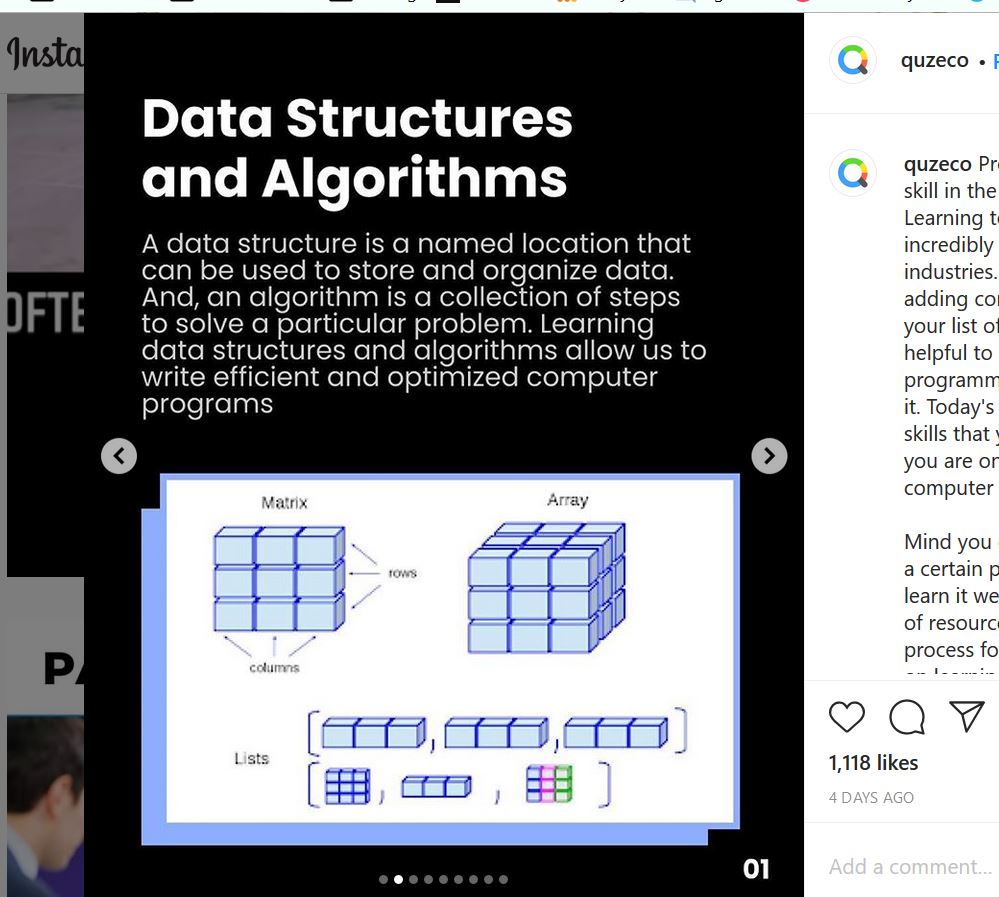 Insta
Data Structures
and Algorithms
A data structure is a named location that
can be used to store and organize data.
And, an algorithm is a collection of steps
to solve a particular problem. Learning
data structures and algorithms allow us to
write efficient and optimized computer
programs
Matrix
Array
rows
columns
Lists
01
OFTE
PA
quzeco •
quzeco Pr
skill in the
Learning t
incredibly
industries.
adding co
your list of
helpful to
programm
it. Today's
skills that y
you are on
computer
Mind you
a certain p
learn it we
of resourc
process fo
1,118 likes
4 DAYS AGO
Add a comment...